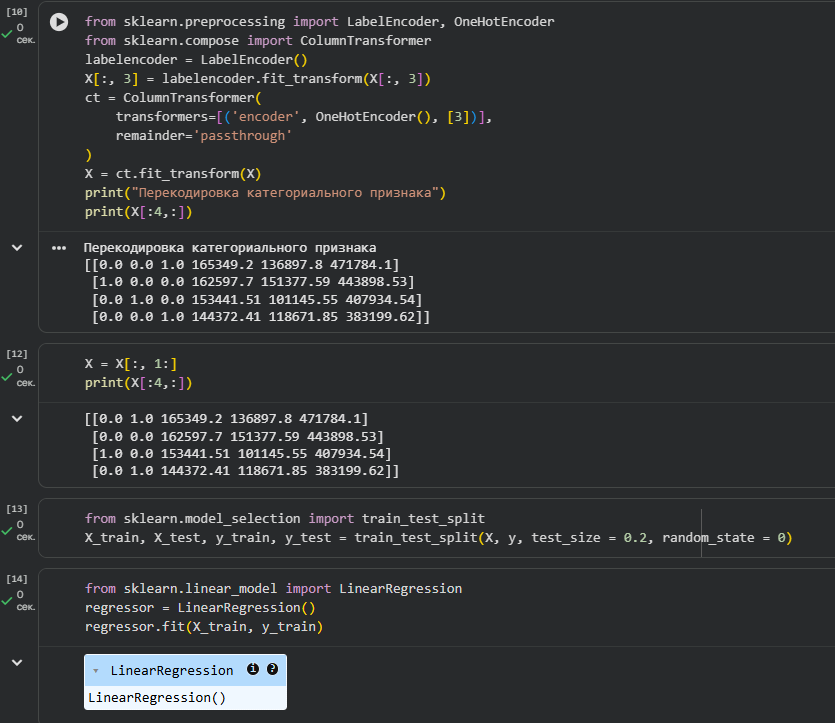 [10]
0
сек.
from sklearn.preprocessing import LabelEncoder, OneHotEncoder
from sklearn.compose import ColumnTransformer
labelencoder = LabelEncoder()
X[:, 3] = labelencoder.fit_transform(X[:, 3])
ct = ColumnTransformer(
    transformers=[('encoder', OneHotEncoder(), [3])],
    remainder='passthrough'
)
X = ct.fit_transform(X)
print("Перекодировка категориального признака")
print(X[:4,:])
Перекодировка категориального признака
[[0.0 0.0 1.0 165349.2 136897.8 471784.1]
 [1.0 0.0 0.0 162597.7 151377.59 443898.53]
 [0.0 1.0 0.0 153441.51 101145.55 407934.54]
 [0.0 0.0 1.0 144372.41 118671.85 383199.62]]
[12]
0
сек.
X = X[:, 1:]
print(X[:4,:])
[[0.0 1.0 165349.2 136897.8 471784.1]
 [0.0 0.0 162597.7 151377.59 443898.53]
 [1.0 0.0 153441.51 101145.55 407934.54]
 [0.0 1.0 144372.41 118671.85 383199.62]]
[13]
0
сек.
from sklearn.model_selection import train_test_split
X_train, X_test, y_train, y_test = train_test_split(X, y, test_size = 0.2, random_state = 0)
[14]
0
сек.
from sklearn.linear_model import LinearRegression
regressor = LinearRegression()
regressor.fit(X_train, y_train)
LinearRegression i ?
LinearRegression()